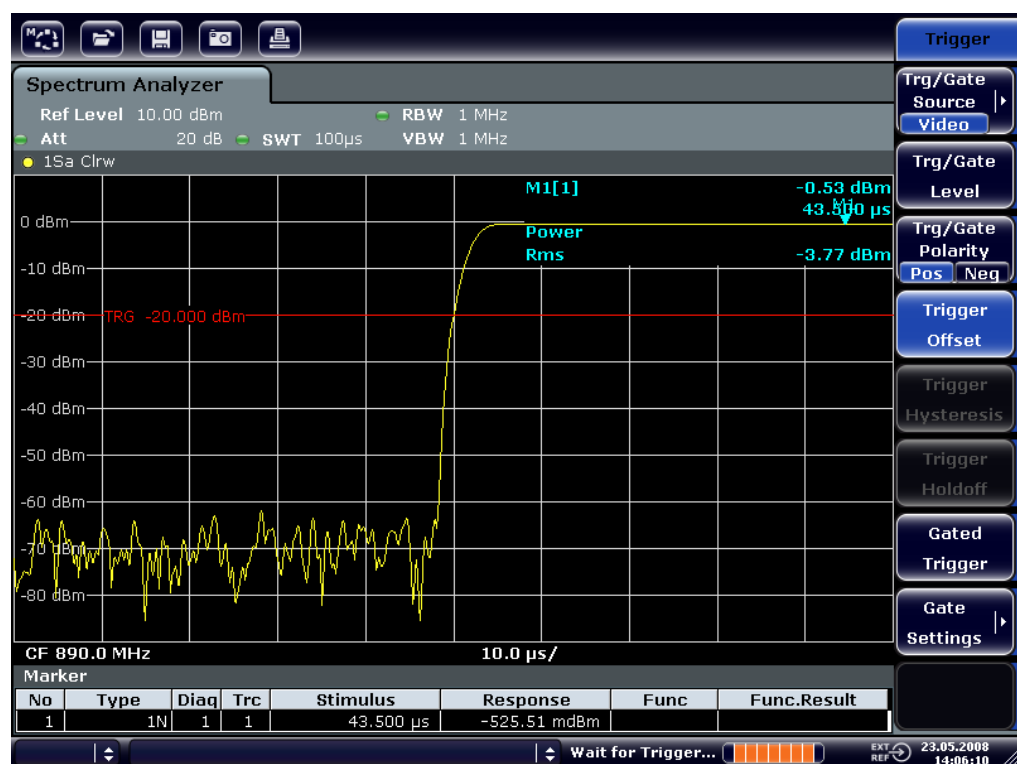 Trigger
Spectrum Analyzer
Ref Level 10.00 dBm RBW 1 MHz
Att 20 dB SWT 100µs VBW 1 MHz
1Sa Clrw
M1[1] -0.53 dBm
43.500 µs
M1
Power
Rms -3.77 dBm
0 dBm
-10 dBm
-20 dBm TRG -20.000 dBm
-30 dBm
-40 dBm
-50 dBm
-60 dBm
-70 dBm
-80 dBm
CF 890.0 MHz 10.0 µs/
Marker
No Type Diag Trc Stimulus Response Func Func.Result
1 1N 1 1 43.500 µs -525.51 mdBm
Wait for Trigger... EXT REF 23.05.2008
14:06:10
Trg/Gate
Source
Video
Trg/Gate
Level
Trg/Gate
Polarity
Pos Neg
Trigger
Offset
Trigger
Hysteresis
Trigger
Holdoff
Gated
Trigger
Gate
Settings
M